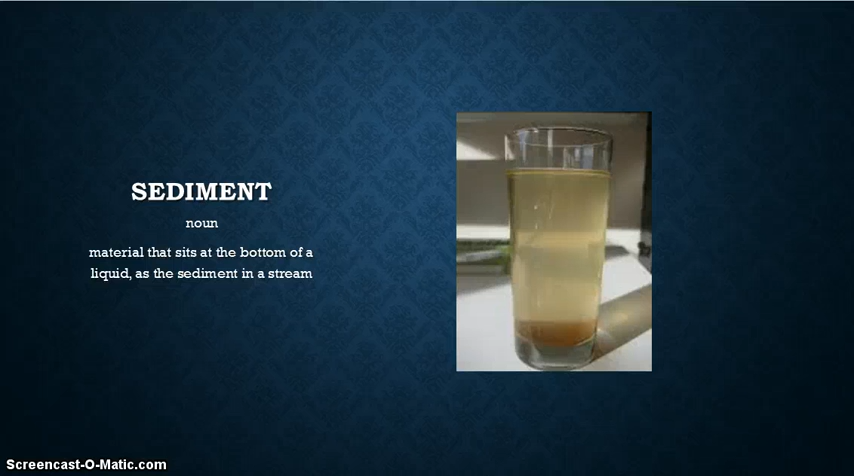 SEDIMENT
noun
material that sits at the bottom of a
liquid, as the sediment in a stream
Screencast-O-Matic.com